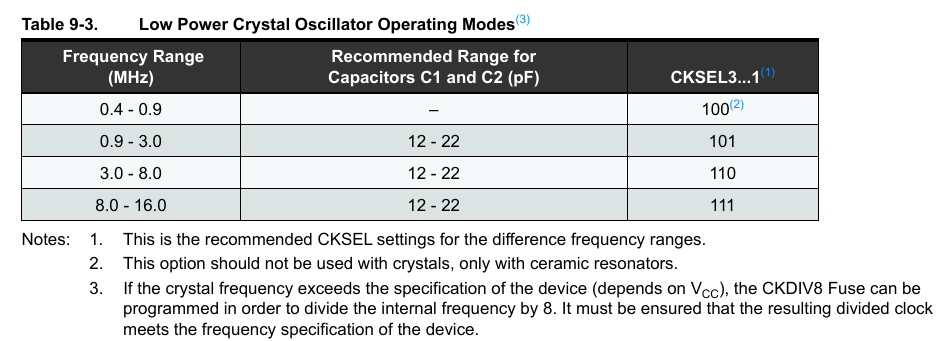 Table 9-3. Low Power Crystal Oscillator Operating Modes(3)
Frequency Range (MHz) Recommended Range for Capacitors C1 and C2 (pF) CKSEL3...1(1)
0.4 - 0.9 – 100(2)
0.9 - 3.0 12 - 22 101
3.0 - 8.0 12 - 22 110
8.0 - 16.0 12 - 22 111
Notes: 1. This is the recommended CKSEL settings for the difference frequency ranges.
2. This option should not be used with crystals, only with ceramic resonators.
3. If the crystal frequency exceeds the specification of the device (depends on VCC), the CKDIV8 Fuse can be
programmed in order to divide the internal frequency by 8. It must be ensured that the resulting divided clock
meets the frequency specification of the device.